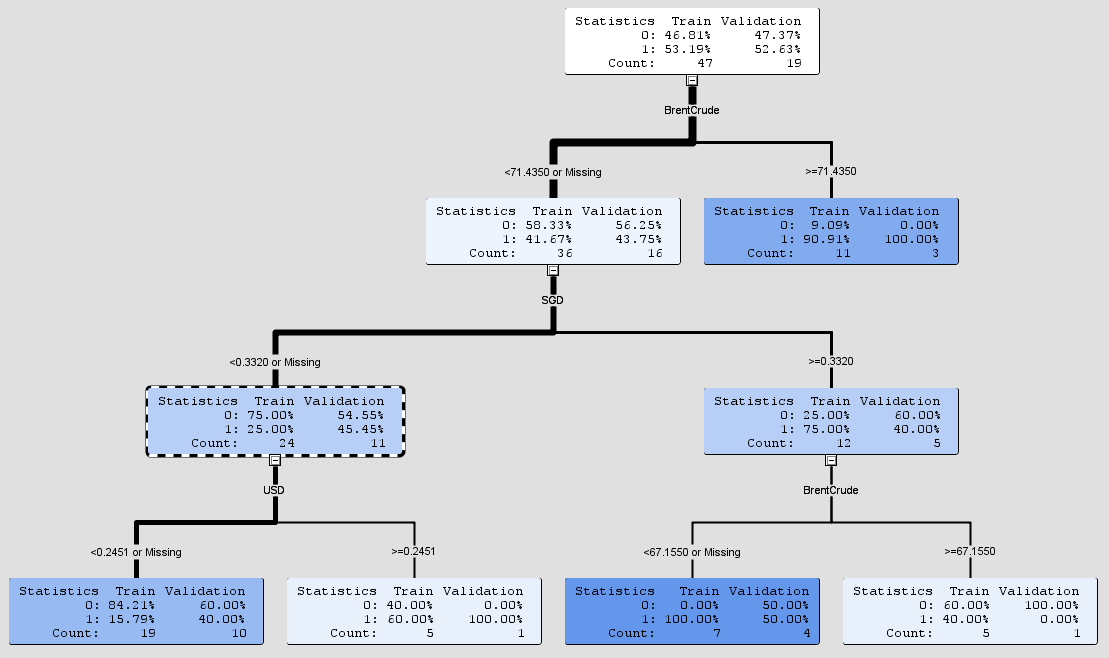 Statistics Train Validation
0: 46.81% 47.37%
1: 53.19% 52.63%
Count: 47 19
BrentCrude
<71.4350 or Missing
>=71.4350
Statistics Train Validation
0: 58.33% 56.25%
1: 41.67% 43.75%
Count: 36 16
Statistics Train Validation
0: 9.09% 0.00%
1: 90.91% 100.00%
Count: 11 3
SGD
<0.3320 or Missing
>=0.3320
Statistics Train Validation
0: 75.00% 54.55%
1: 25.00% 45.45%
Count: 24 11
Statistics Train Validation
0: 25.00% 60.00%
1: 75.00% 40.00%
Count: 12 5
USD
BrentCrude
<0.2451 or Missing
>=0.2451
<67.1550 or Missing
>=67.1550
Statistics Train Validation
0: 84.21% 60.00%
1: 15.79% 40.00%
Count: 19 10
Statistics Train Validation
0: 40.00% 0.00%
1: 60.00% 100.00%
Count: 5 1
Statistics Train Validation
0: 0.00% 50.00%
1: 100.00% 50.00%
Count: 7 4
Statistics Train Validation
0: 60.00% 100.00%
1: 40.00% 0.00%
Count: 5 1